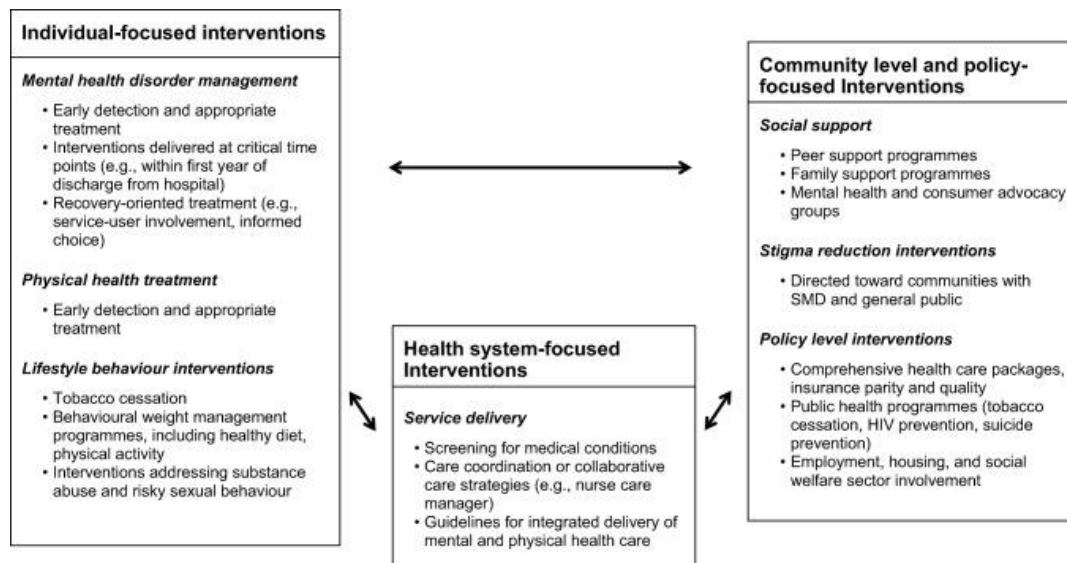 Individual-focused interventions
Mental health disorder management
• Early detection and appropriate
treatment
• Interventions delivered at critical time
points (e.g., within first year of
discharge from hospital)
• Recovery-oriented treatment (e.g.,
service-user involvement, informed
choice)
Physical health treatment
• Early detection and appropriate
treatment
Lifestyle behaviour interventions
• Tobacco cessation
• Behavioural weight management
programmes, including healthy diet,
physical activity
• Interventions addressing substance
abuse and risky sexual behaviour
Health system-focused
Interventions
Service delivery
• Screening for medical conditions
• Care coordination or collaborative
care strategies (e.g., nurse care
manager)
• Guidelines for integrated delivery of
mental and physical health care
Community level and policy-
focused Interventions
Social support
• Peer support programmes
• Family support programmes
• Mental health and consumer advocacy
groups
Stigma reduction interventions
• Directed toward communities with
SMD and general public
Policy level interventions
• Comprehensive health care packages,
insurance parity and quality
• Public health programmes (tobacco
cessation, HIV prevention, suicide
prevention)
• Employment, housing, and social
welfare sector involvement